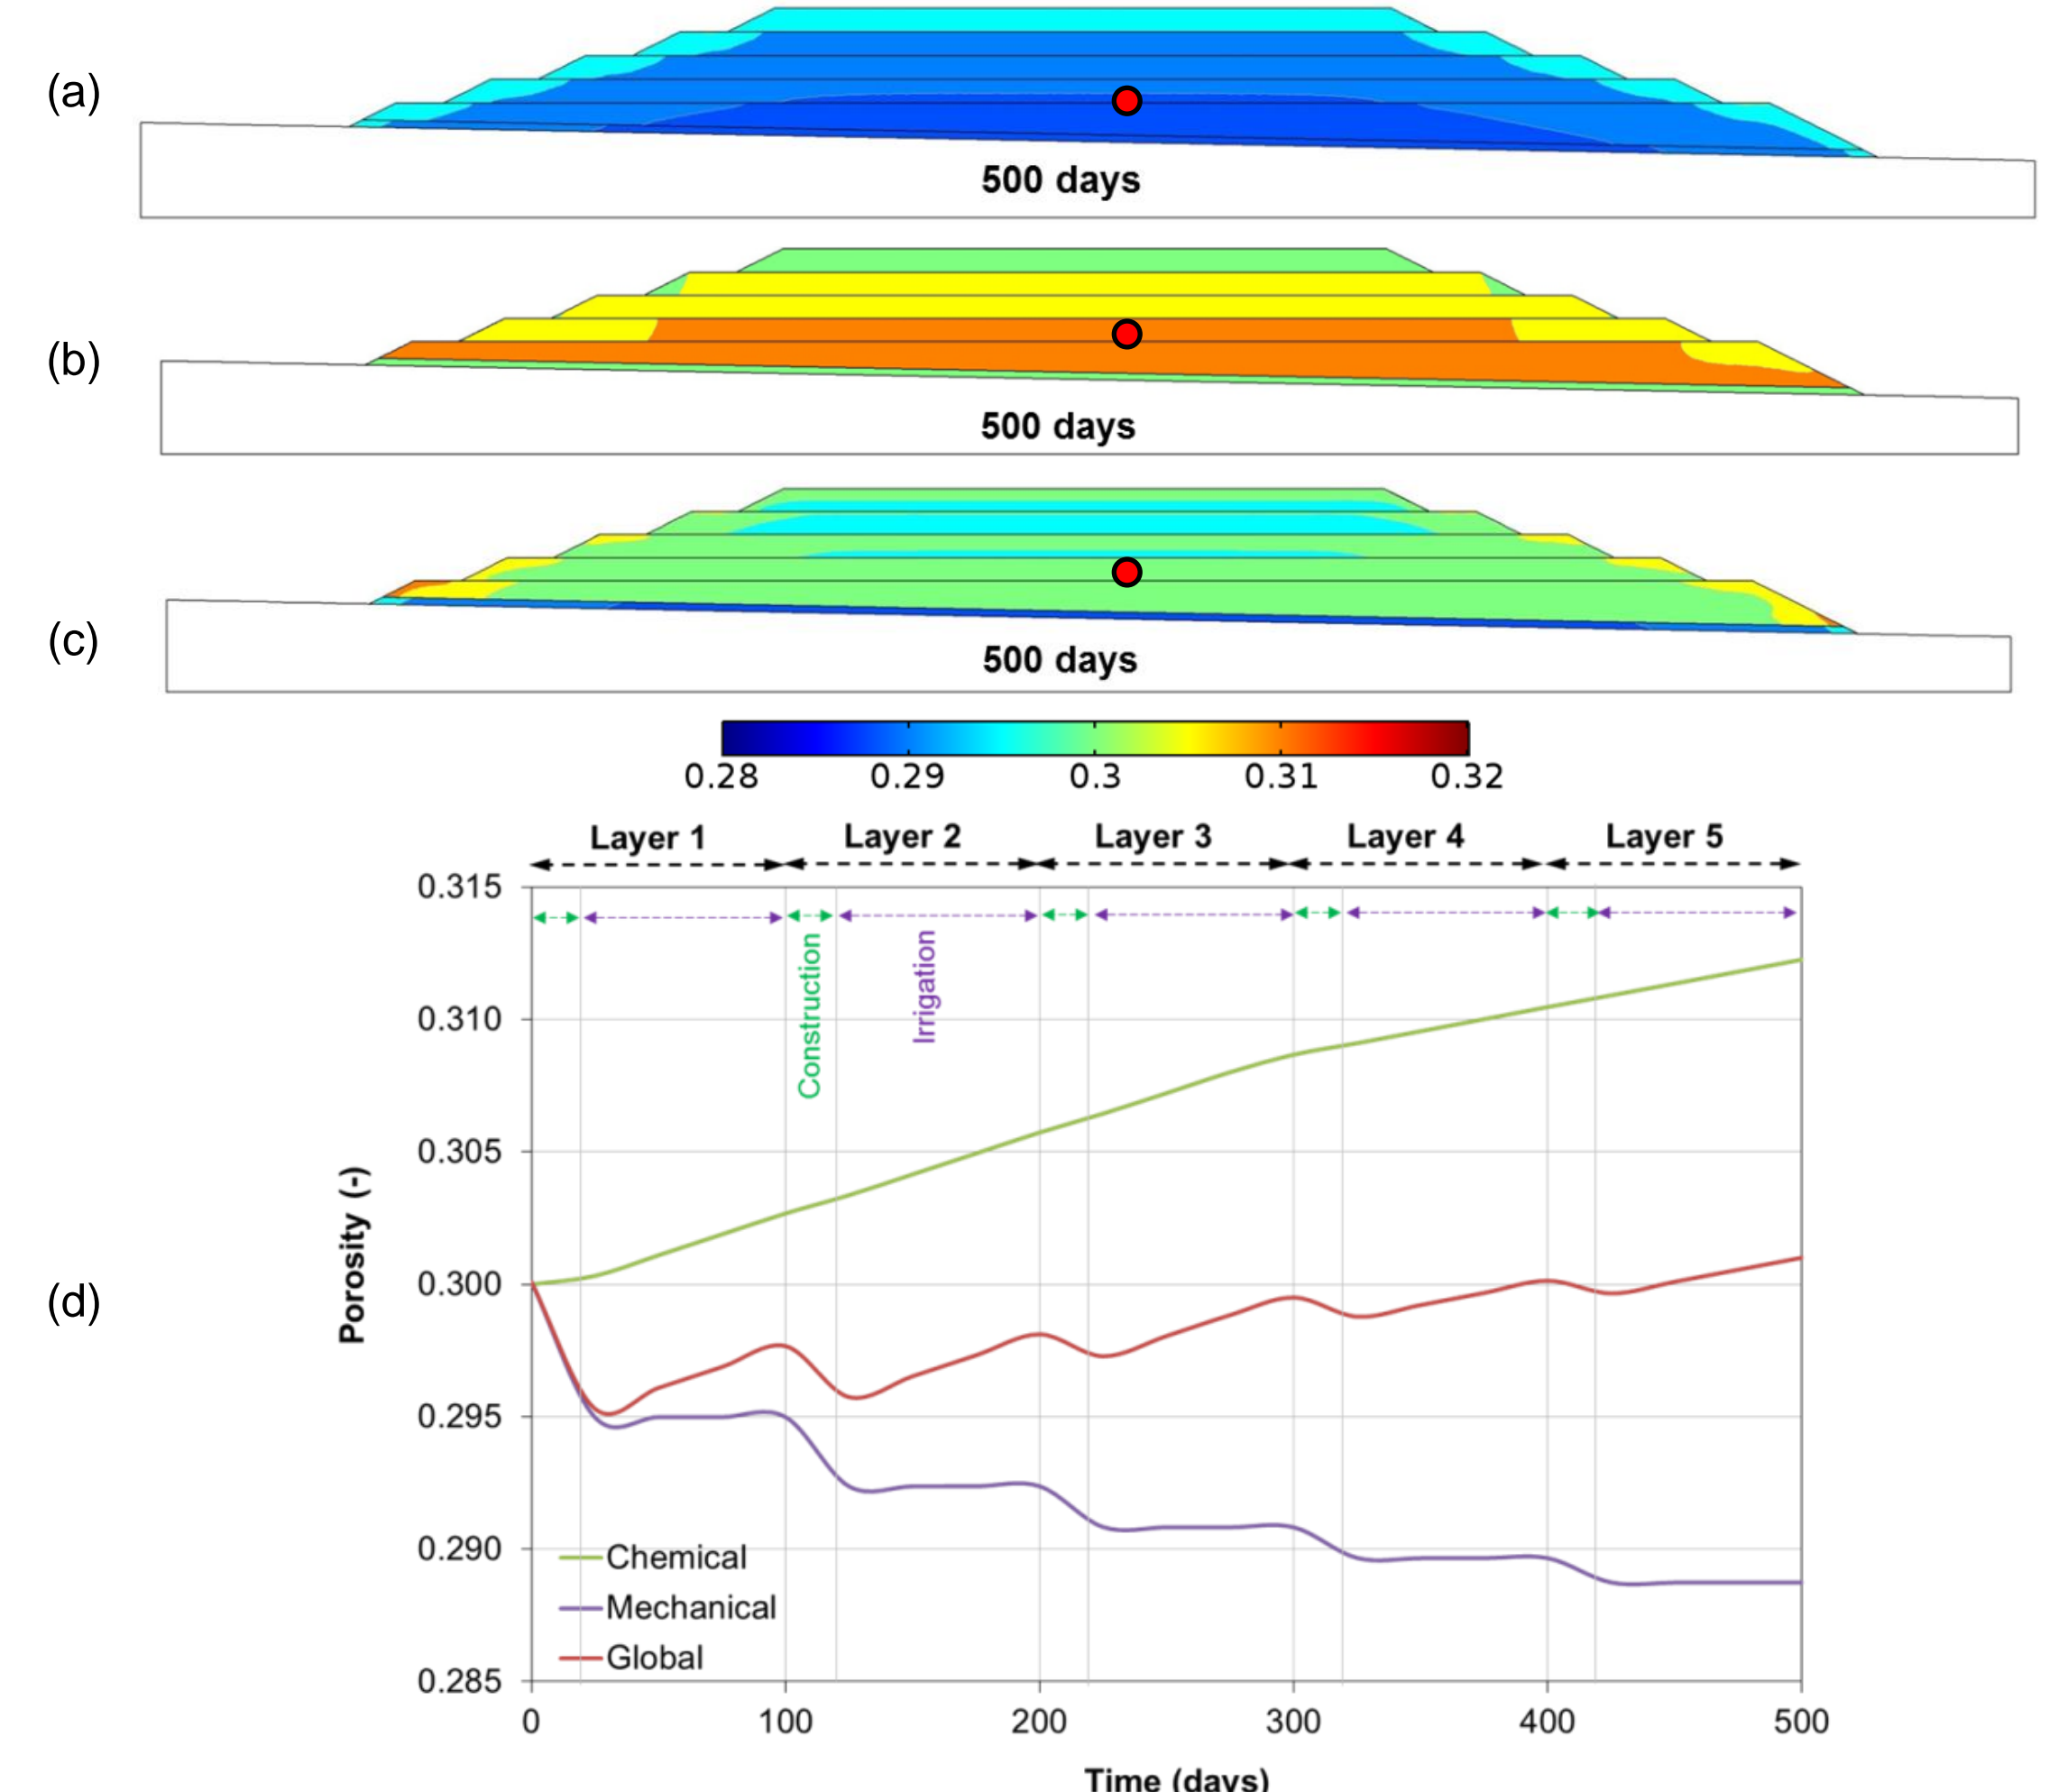 (a)
500 days
(b)
500 days
(c)
500 days
0.28 0.29 0.3 0.31 0.32
Layer 1 Layer 2 Layer 3 Layer 4 Layer 5
(d)
Porosity (-)
0.315
0.310
0.305
0.300
0.295
0.290
0.285
Construction
Irrigation
Chemical
Mechanical
Global
0 100 200 300 400 500
Time (days)